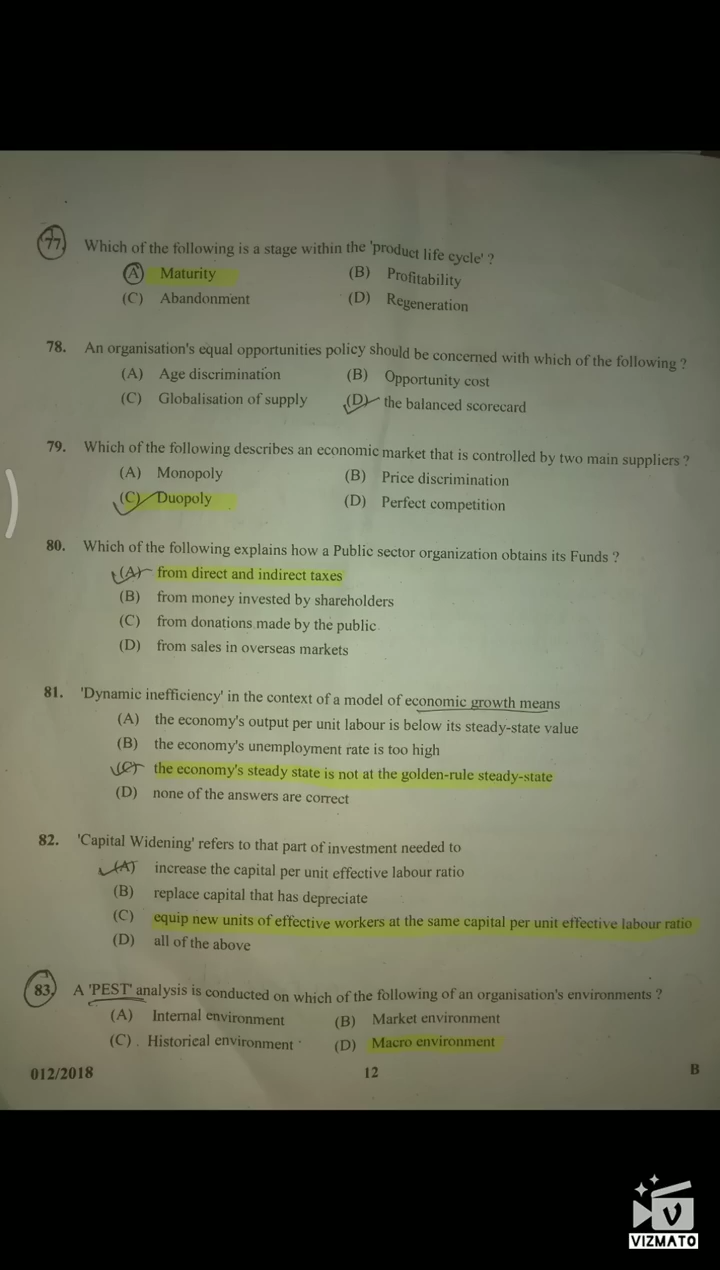 77. Which of the following is a stage within the 'product life cycle' ?
(A) Maturity (B) Profitability
(C) Abandonment (D) Regeneration
78. An organisation's equal opportunities policy should be concerned with which of the following ?
(A) Age discrimination (B) Opportunity cost
(C) Globalisation of supply (D) the balanced scorecard
79. Which of the following describes an economic market that is controlled by two main suppliers ?
(A) Monopoly (B) Price discrimination
(C) Duopoly (D) Perfect competition
80. Which of the following explains how a Public sector organization obtains its Funds ?
(A) from direct and indirect taxes
(B) from money invested by shareholders
(C) from donations made by the public
(D) from sales in overseas markets
81. 'Dynamic inefficiency' in the context of a model of economic growth means
(A) the economy's output per unit labour is below its steady-state value
(B) the economy's unemployment rate is too high
(C) the economy's steady state is not at the golden-rule steady-state
(D) none of the answers are correct
82. 'Capital Widening' refers to that part of investment needed to
(A) increase the capital per unit effective labour ratio
(B) replace capital that has depreciate
(C) equip new units of effective workers at the same capital per unit effective labour ratio
(D) all of the above
83. A 'PEST' analysis is conducted on which of the following of an organisation's environments ?
(A) Internal environment (B) Market environment
(C) Historical environment (D) Macro environment
012/2018 12 B
VIZMATO